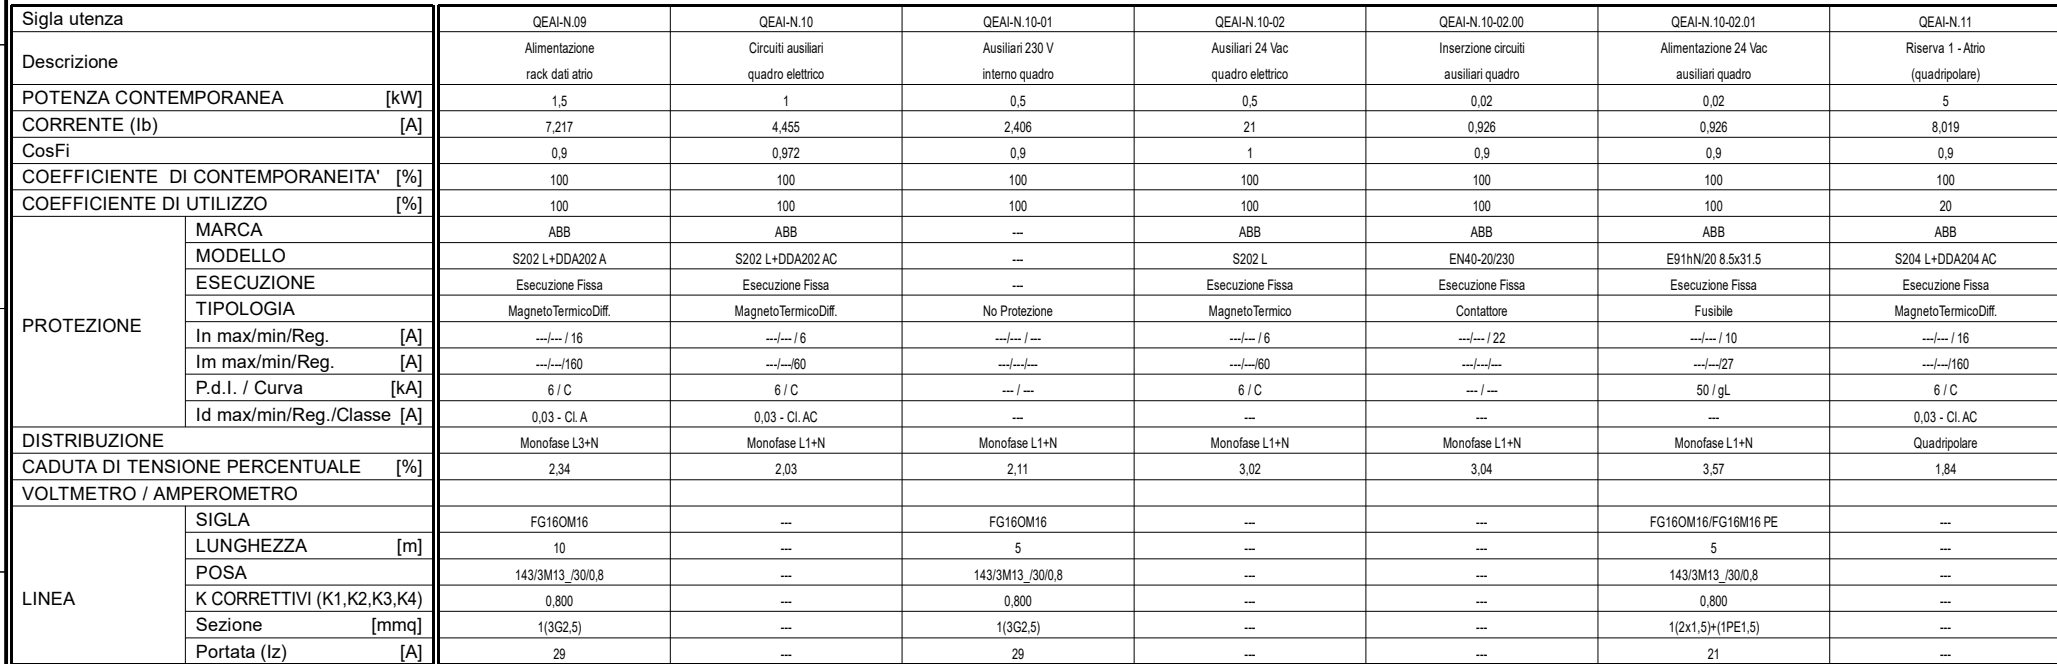 Sigla utenza QEAI-N.09 QEAI-N.10 QEAI-N.10-01 QEAI-N.10-02 QEAI-N.10-02.00 QEAI-N.10-02.01 QEAI-N.11
Alimentazione Circuiti ausiliari Ausiliari 230 V Ausiliari 24 Vac Inserzione circuiti Alimentazione 24 Vac Riserva 1 - Atrio
Descrizione
rack dati atrio quadro elettrico interno quadro quadro elettrico ausiliari quadro ausiliari quadro (quadripolare)
POTENZA CONTEMPORANEA [kW] 1,5 1 0,5 0,5 0,02 0,02 5
CORRENTE (Ib) [A] 7,217 4,455 2,406 21 0,926 0,926 8,019
CosFi 0,9 0,972 0,9 1 0,9 0,9 0,9
COEFFICIENTE DI CONTEMPORANEITA' [%] 100 100 100 100 100 100 100
COEFFICIENTE DI UTILIZZO [%] 100 100 100 100 100 100 20
MARCA ABB ABB --- ABB ABB ABB ABB
MODELLO S202 L+DDA202 A S202 L+DDA202 AC --- S202 L EN40-20/230 E91hN/20 8.5x31.5 S204 L+DDA204 AC
ESECUZIONE Esecuzione Fissa Esecuzione Fissa --- Esecuzione Fissa Esecuzione Fissa Esecuzione Fissa Esecuzione Fissa
TIPOLOGIA MagnetoTermicoDiff. MagnetoTermicoDiff. No Protezione MagnetoTermico Contattore Fusibile MagnetoTermicoDiff.
PROTEZIONE
In max/min/Reg. [A] ---/--- / 16 ---/--- / 6 ---/--- / --- ---/--- / 6 ---/--- / 22 ---/--- / 10 ---/--- / 16
Im max/min/Reg. [A] ---/---/160 ---/---/60 ---/---/--- ---/---/60 ---/---/--- ---/---/27 ---/---/160
P.d.I. / Curva [kA] 6 / C 6 / C --- / --- 6 / C --- / --- 50 / gL 6 / C
Id max/min/Reg./Classe [A] 0,03 - Cl. A 0,03 - Cl. AC --- --- --- --- 0,03 - Cl. AC
DISTRIBUZIONE Monofase L3+N Monofase L1+N Monofase L1+N Monofase L1+N Monofase L1+N Monofase L1+N Quadripolare
CADUTA DI TENSIONE PERCENTUALE [%] 2,34 2,03 2,11 3,02 3,04 3,57 1,84
VOLTMETRO / AMPEROMETRO
SIGLA FG16OM16 --- FG16OM16 --- --- FG16OM16/FG16M16 PE ---
LUNGHEZZA [m] 10 --- 5 --- --- 5 ---
POSA 143/3M13_/30/0,8 --- 143/3M13_/30/0,8 --- --- 143/3M13_/30/0,8 ---
LINEA K CORRETTIVI (K1,K2,K3,K4) 0,800 --- 0,800 --- --- 0,800 ---
Sezione [mmq] 1(3G2,5) --- 1(3G2,5) --- --- 1(2x1,5)+(1PE1,5) ---
Portata (Iz) [A] 29 --- 29 --- --- 21 ---